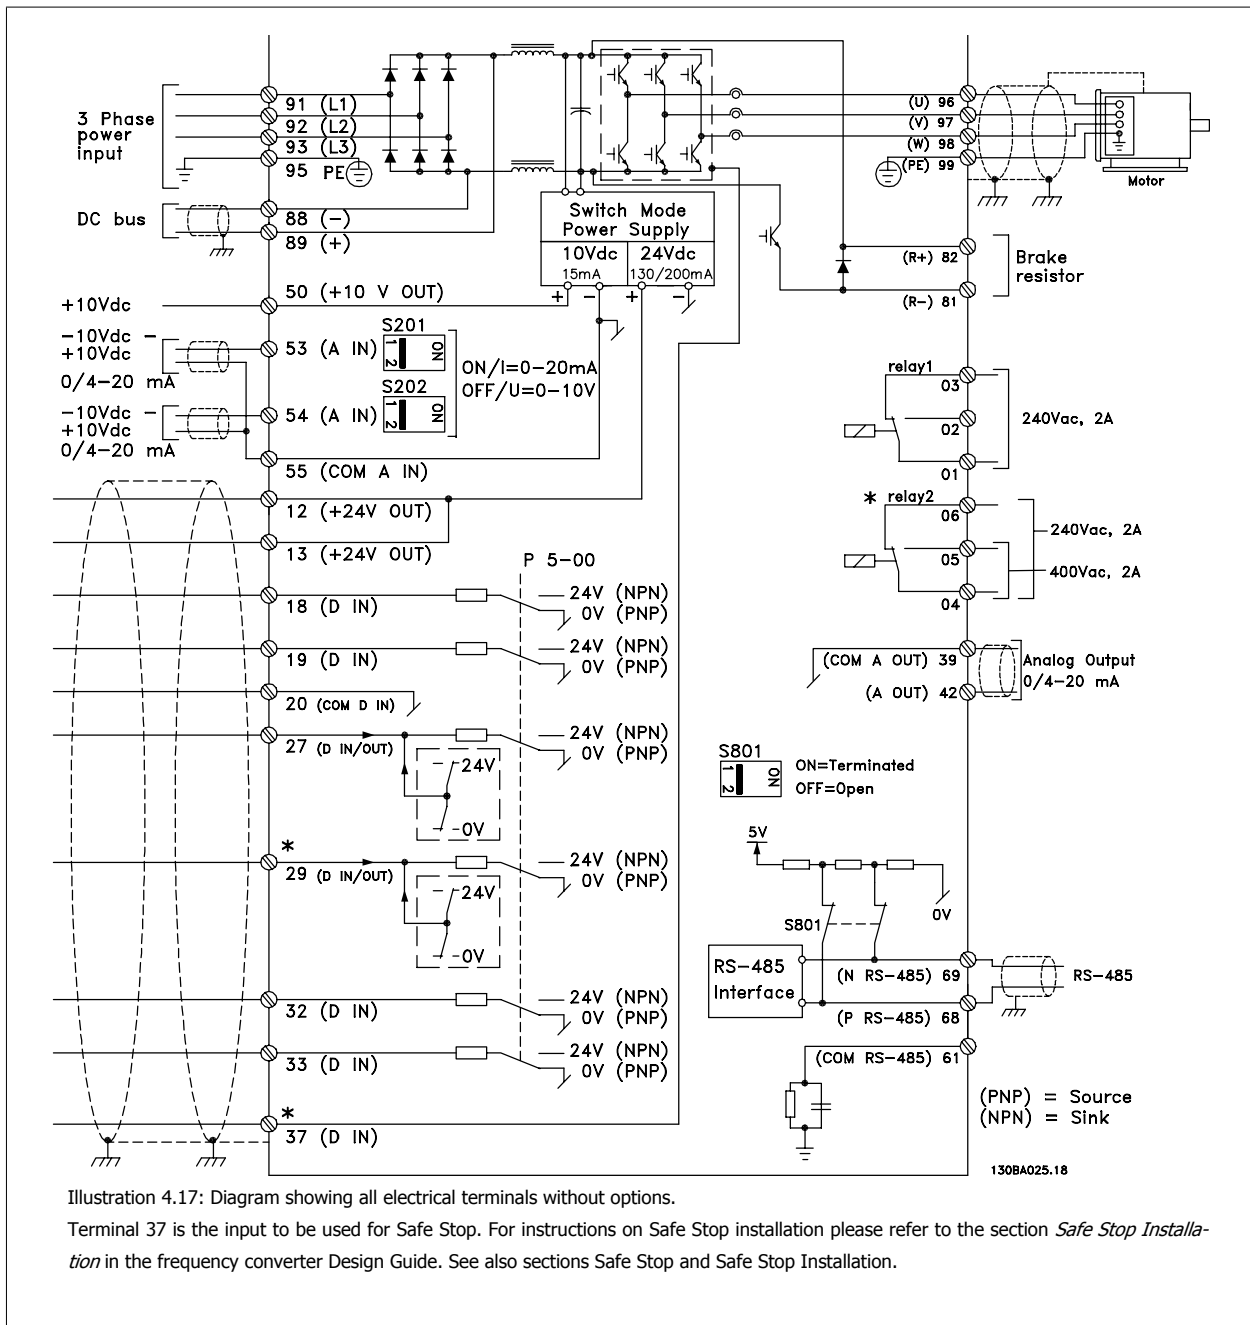 3 Phase
power
input
91 (L1)
92 (L2)
93 (L3)
95 PE
DC bus
88 (-)
89 (+)
Switch Mode
Power Supply
10Vdc
15mA
24Vdc
130/200mA
+ - + -
(U) 96
(V) 97
(W) 98
(PE) 99
Motor
(R+) 82
(R-) 81
Brake
resistor
+10Vdc
50 (+10 V OUT)
-10Vdc -
+10Vdc
0/4-20 mA
53 (A IN)
S201
1 2
ON
ON/I=0-20mA
OFF/U=0-10V
S202
1 2
ON
-10Vdc -
+10Vdc
0/4-20 mA
54 (A IN)
55 (COM A IN)
relay1
03
02
01
240Vac, 2A
* relay2
06
05
04
240Vac, 2A
400Vac, 2A
12 (+24V OUT)
13 (+24V OUT)
P 5-00
18 (D IN)
24V (NPN)
0V (PNP)
19 (D IN)
24V (NPN)
0V (PNP)
20 (COM D IN)
27 (D IN/OUT)
24V (NPN)
0V (PNP)
24V
0V
*
29 (D IN/OUT)
24V (NPN)
0V (PNP)
24V
0V
32 (D IN)
24V (NPN)
0V (PNP)
33 (D IN)
24V (NPN)
0V (PNP)
*
37 (D IN)
(COM A OUT) 39
(A OUT) 42
Analog Output
0/4-20 mA
S801
1 2
ON
ON=Terminated
OFF=Open
5V
S801
0V
RS-485
Interface
(N RS-485) 69
(P RS-485) 68
RS-485
(COM RS-485) 61
(PNP) = Source
(NPN) = Sink
130BA025.18
Illustration 4.17: Diagram showing all electrical terminals without options.
Terminal 37 is the input to be used for Safe Stop. For instructions on Safe Stop installation please refer to the section Safe Stop Installa-
tion in the frequency converter Design Guide. See also sections Safe Stop and Safe Stop Installation.